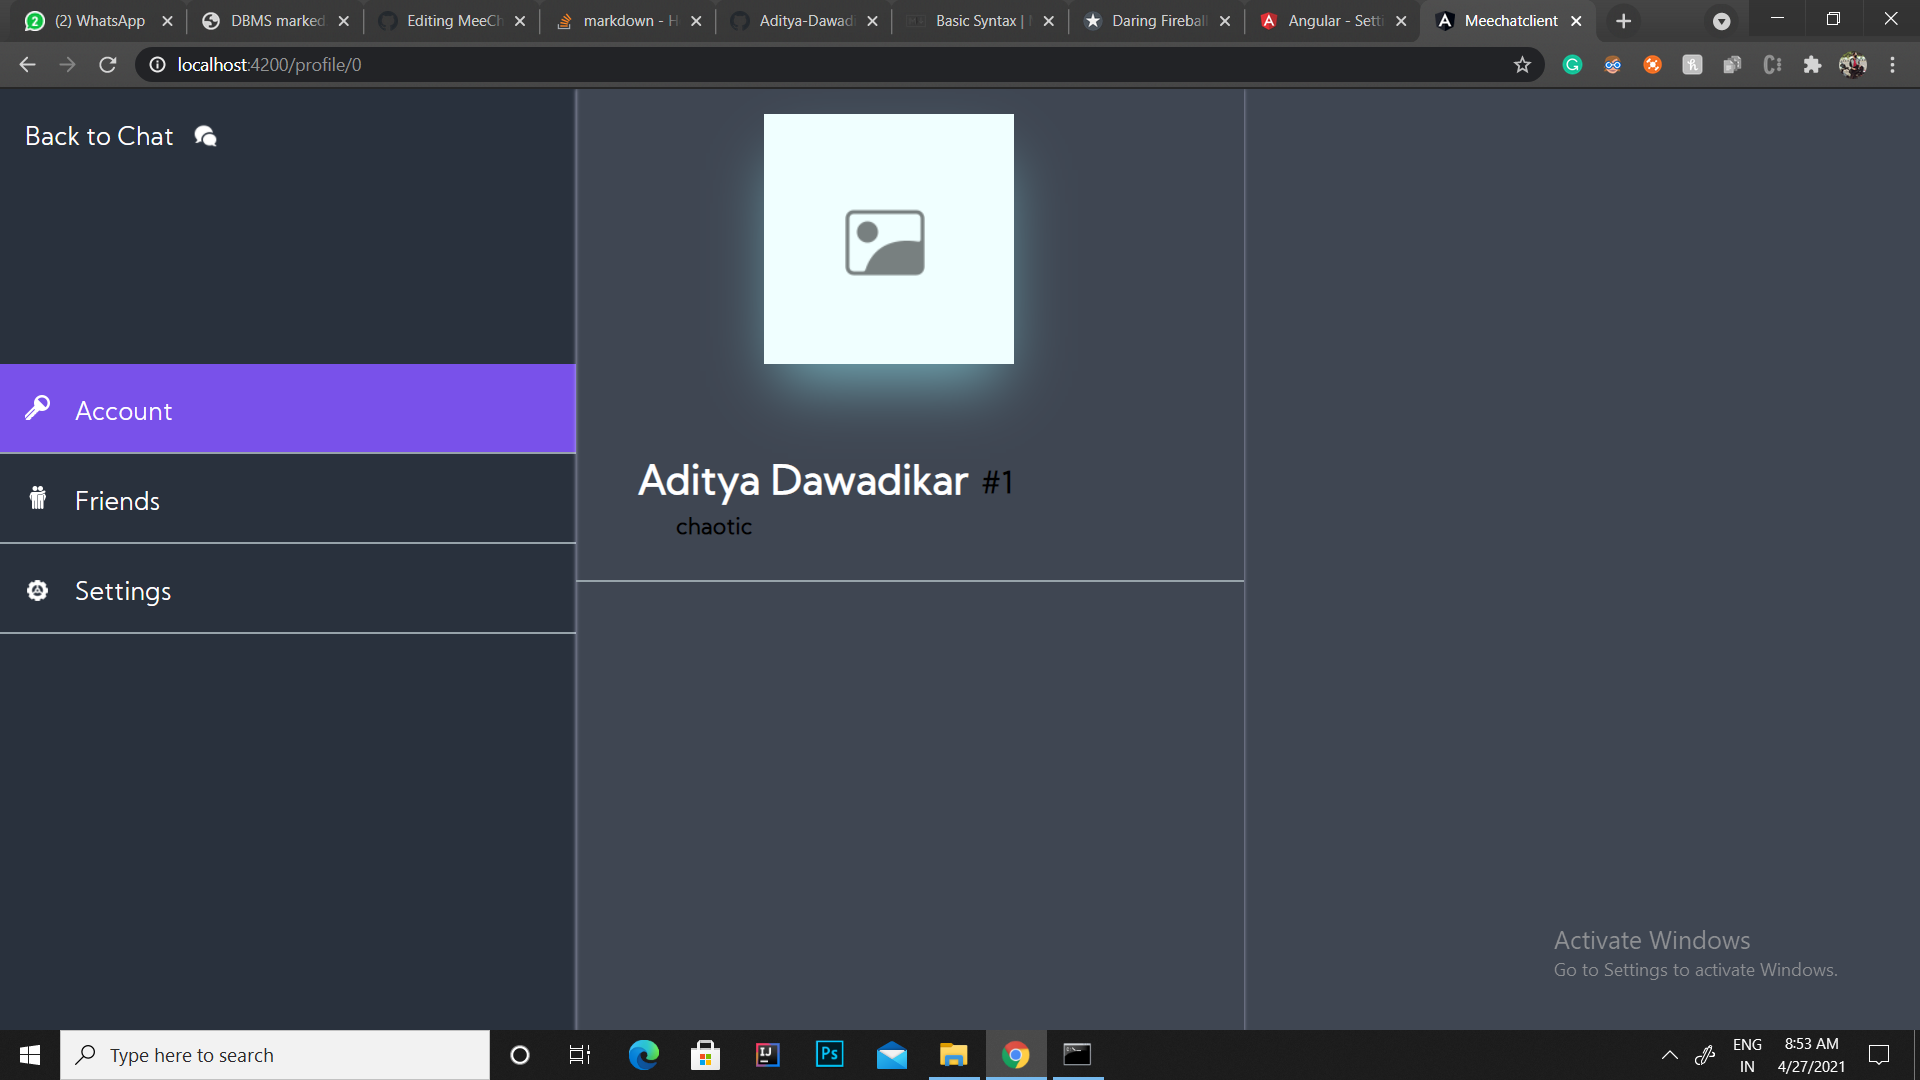 (2) WhatsApp
DBMS marked
Editing MeeCh
markdown - H
Aditya-Dawadi
Basic Syntax |
Daring Fireball
Angular - Setti
Meechatclient
localhost:4200/profile/0
Back to Chat
Account
Friends
Settings
Aditya Dawadikar #1
chaotic
Activate Windows
Go to Settings to activate Windows.
Type here to search
ENG
IN
8:53 AM
4/27/2021